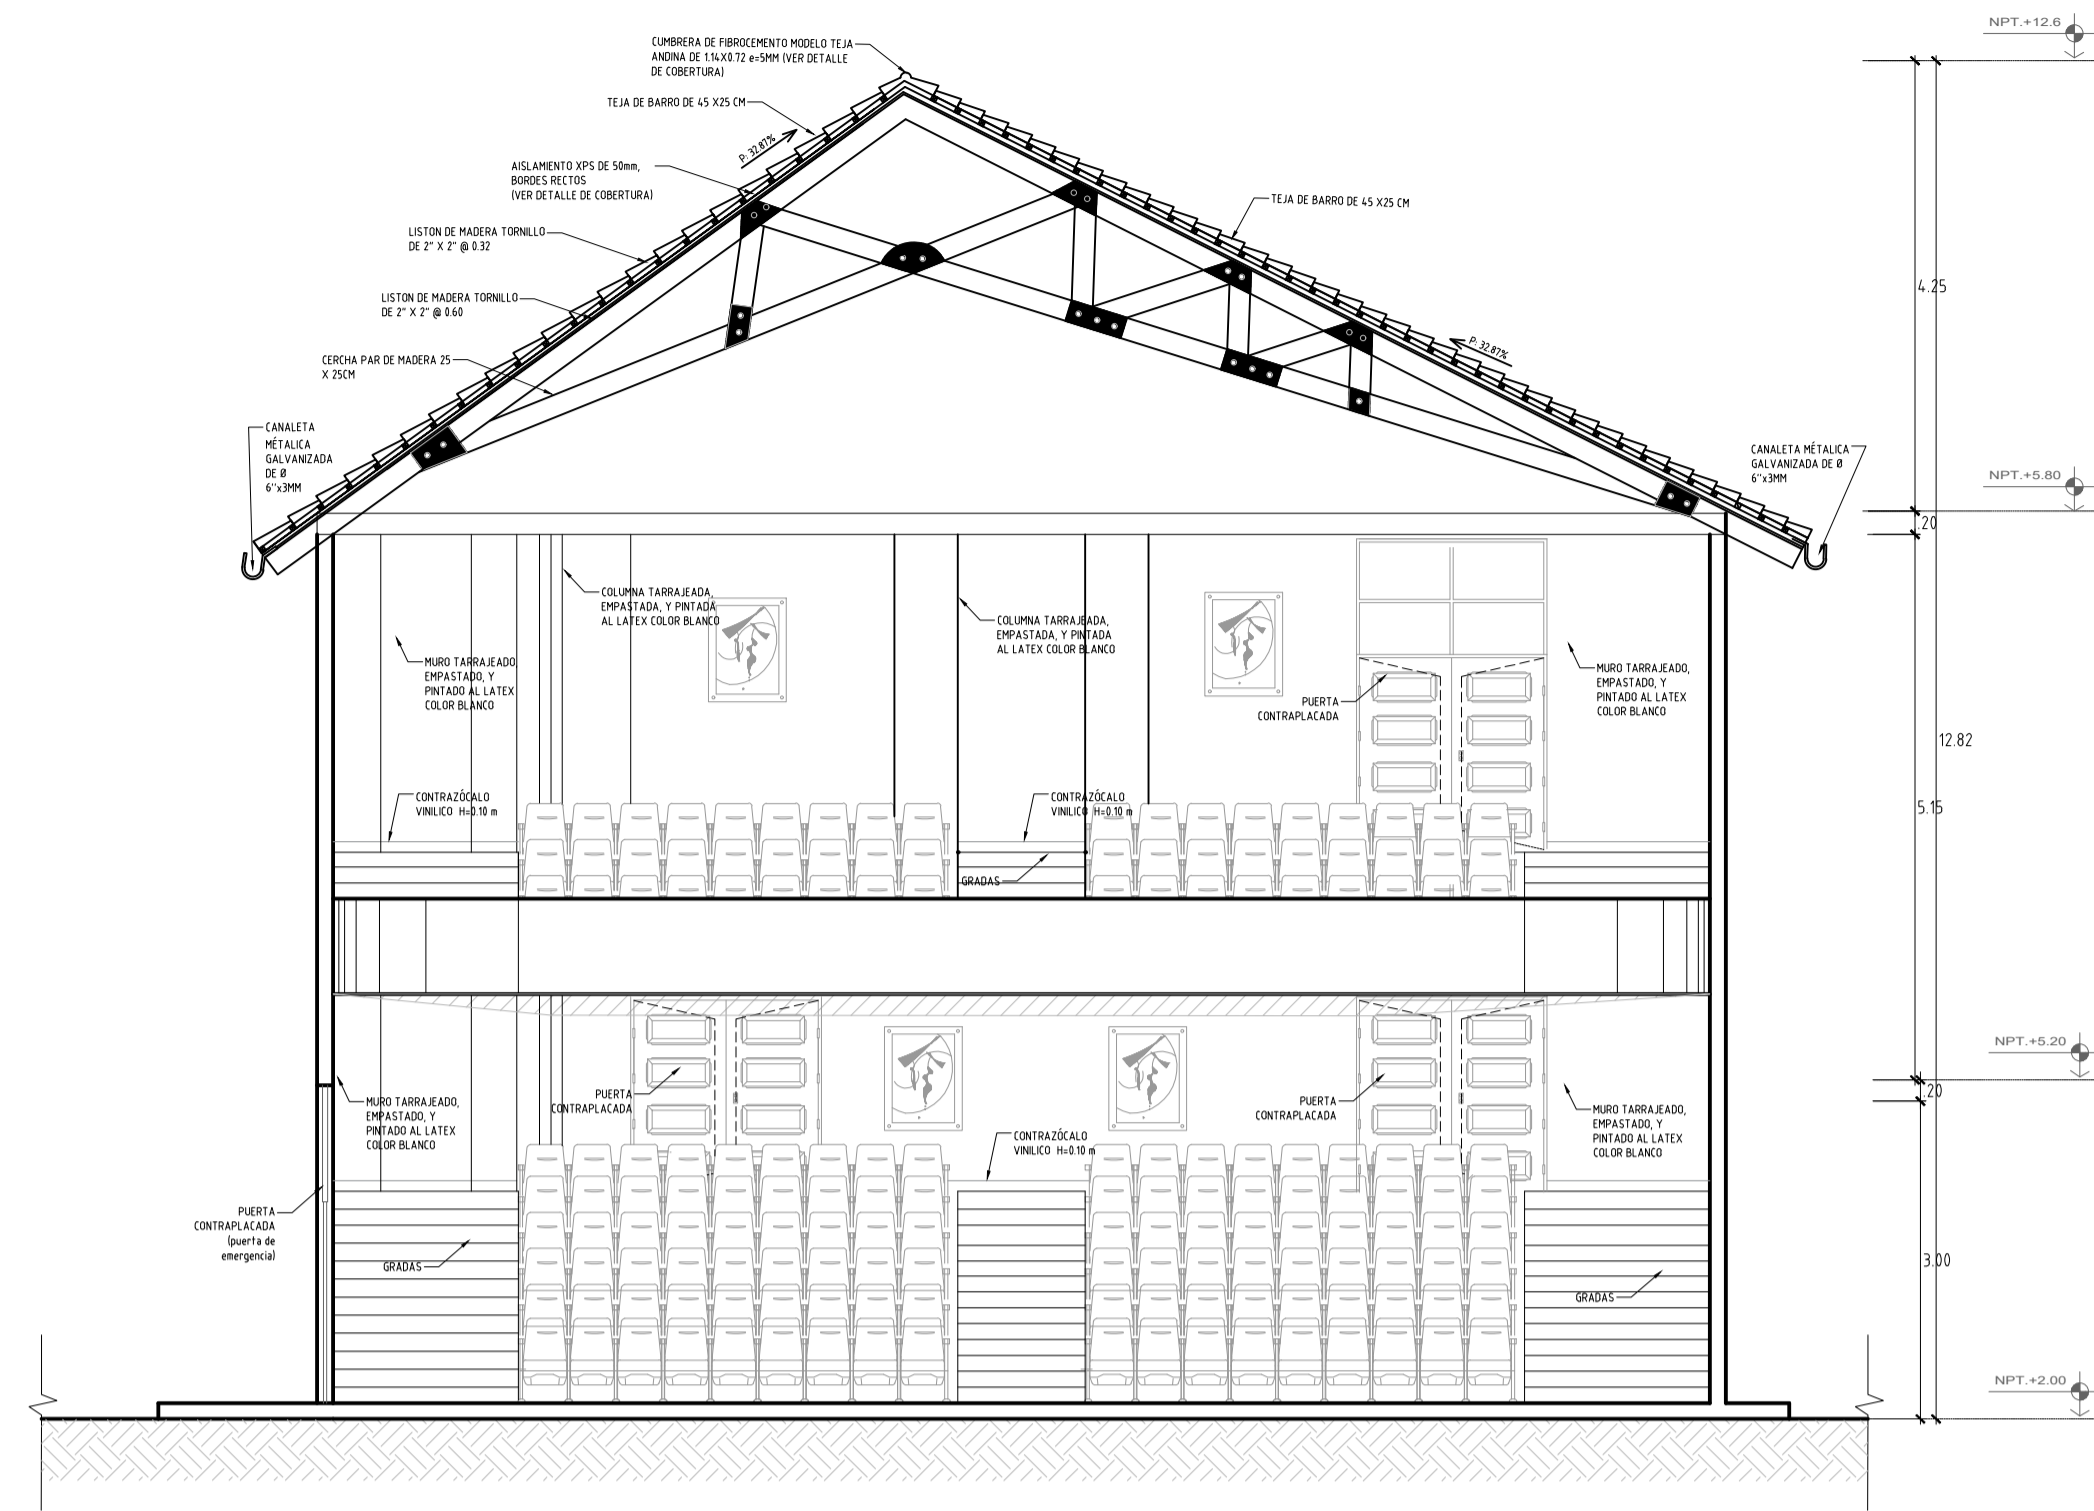 NPT.+12.6
CUMBRERA DE FIBROCEMENTO MODELO TEJA
ANDINA DE 1.14X0.72 e=5MM (VER DETALLE
DE COBERTURA)
TEJA DE BARRO DE 45 X25 CM
P: 32.87%
AISLAMIENTO XPS DE 50mm,
BORDES RECTOS
(VER DETALLE DE COBERTURA)
TEJA DE BARRO DE 45 X25 CM
LISTON DE MADERA TORNILLO
DE 2" X 2" @ 0.32
4.25
LISTON DE MADERA TORNILLO
DE 2" X 2" @ 0.60
P: 32.87%
CERCHA PAR DE MADERA 25
X 25CM
CANALETA
MÉTALICA
GALVANIZADA
DE Ø
6''x3MM
CANALETA MÉTALICA
GALVANIZADA DE Ø
6''x3MM
NPT.+5.80
.20
COLUMNA TARRAJEADA,
EMPASTADA, Y PINTADA
AL LATEX COLOR BLANCO
COLUMNA TARRAJEADA,
EMPASTADA, Y PINTADA
AL LATEX COLOR BLANCO
MURO TARRAJEADO,
EMPASTADO, Y
PINTADO AL LATEX
COLOR BLANCO
PUERTA
CONTRAPLACADA
MURO TARRAJEADO,
EMPASTADO, Y
PINTADO AL LATEX
COLOR BLANCO
12.82
CONTRAZÓCALO
VINILICO H=0.10 m
CONTRAZÓCALO
VINILICO H=0.10 m
5.15
GRADAS
NPT.+5.20
.20
MURO TARRAJEADO,
EMPASTADO, Y
PINTADO AL LATEX
COLOR BLANCO
PUERTA
CONTRAPLACADA
PUERTA
CONTRAPLACADA
MURO TARRAJEADO,
EMPASTADO, Y
PINTADO AL LATEX
COLOR BLANCO
CONTRAZÓCALO
VINILICO H=0.10 m
PUERTA
CONTRAPLACADA
(puerta de
emergencia)
GRADAS
GRADAS
3.00
NPT.+2.00